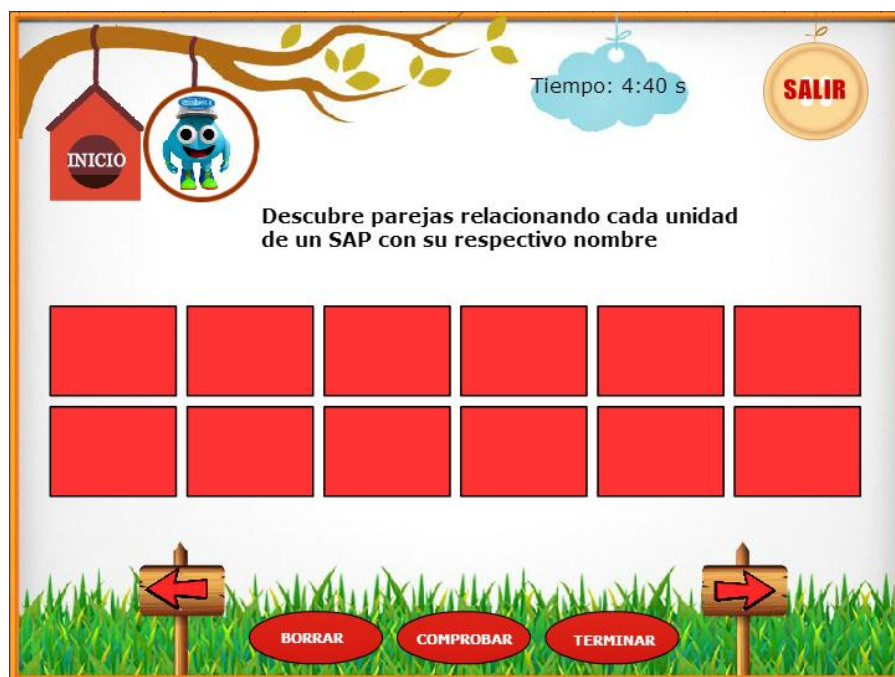 Tiempo: 4:40 s
SALIR
INICIO
Descubre parejas relacionando cada unidad
de un SAP con su respectivo nombre
BORRAR
COMPROBAR
TERMINAR